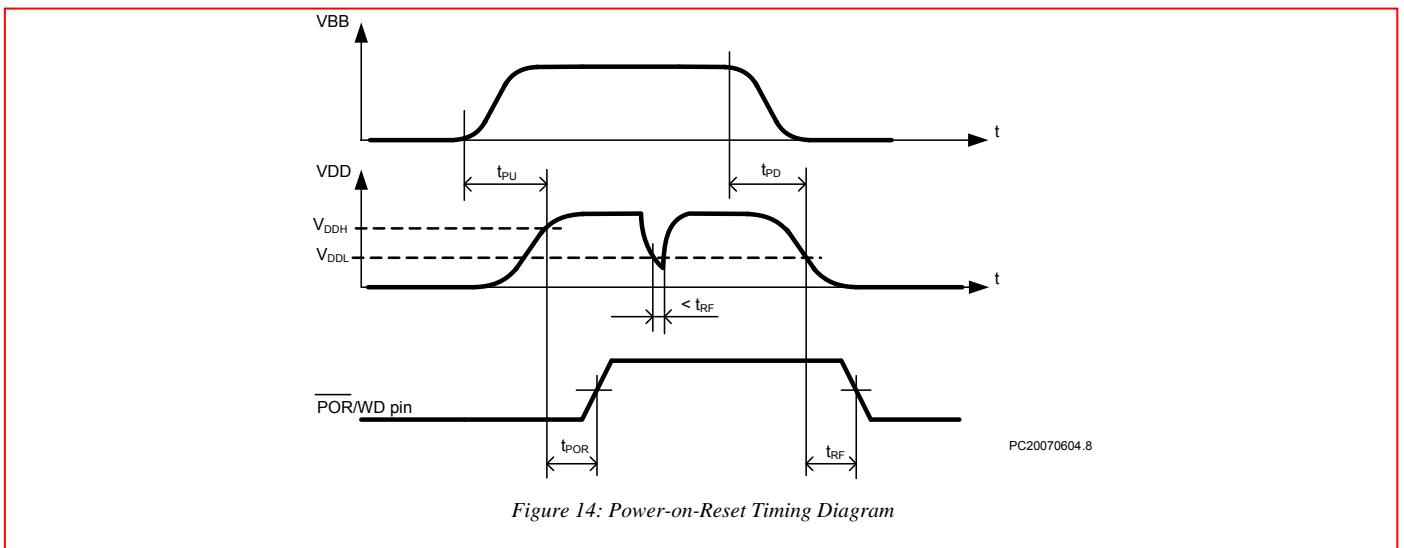 VBB
t
VDD
tPU
tPD
VDDH
VDDL
t
< tRF
POR/WD pin
tPOR
tRF
PC20070604.8
Figure 14: Power-on-Reset Timing Diagram